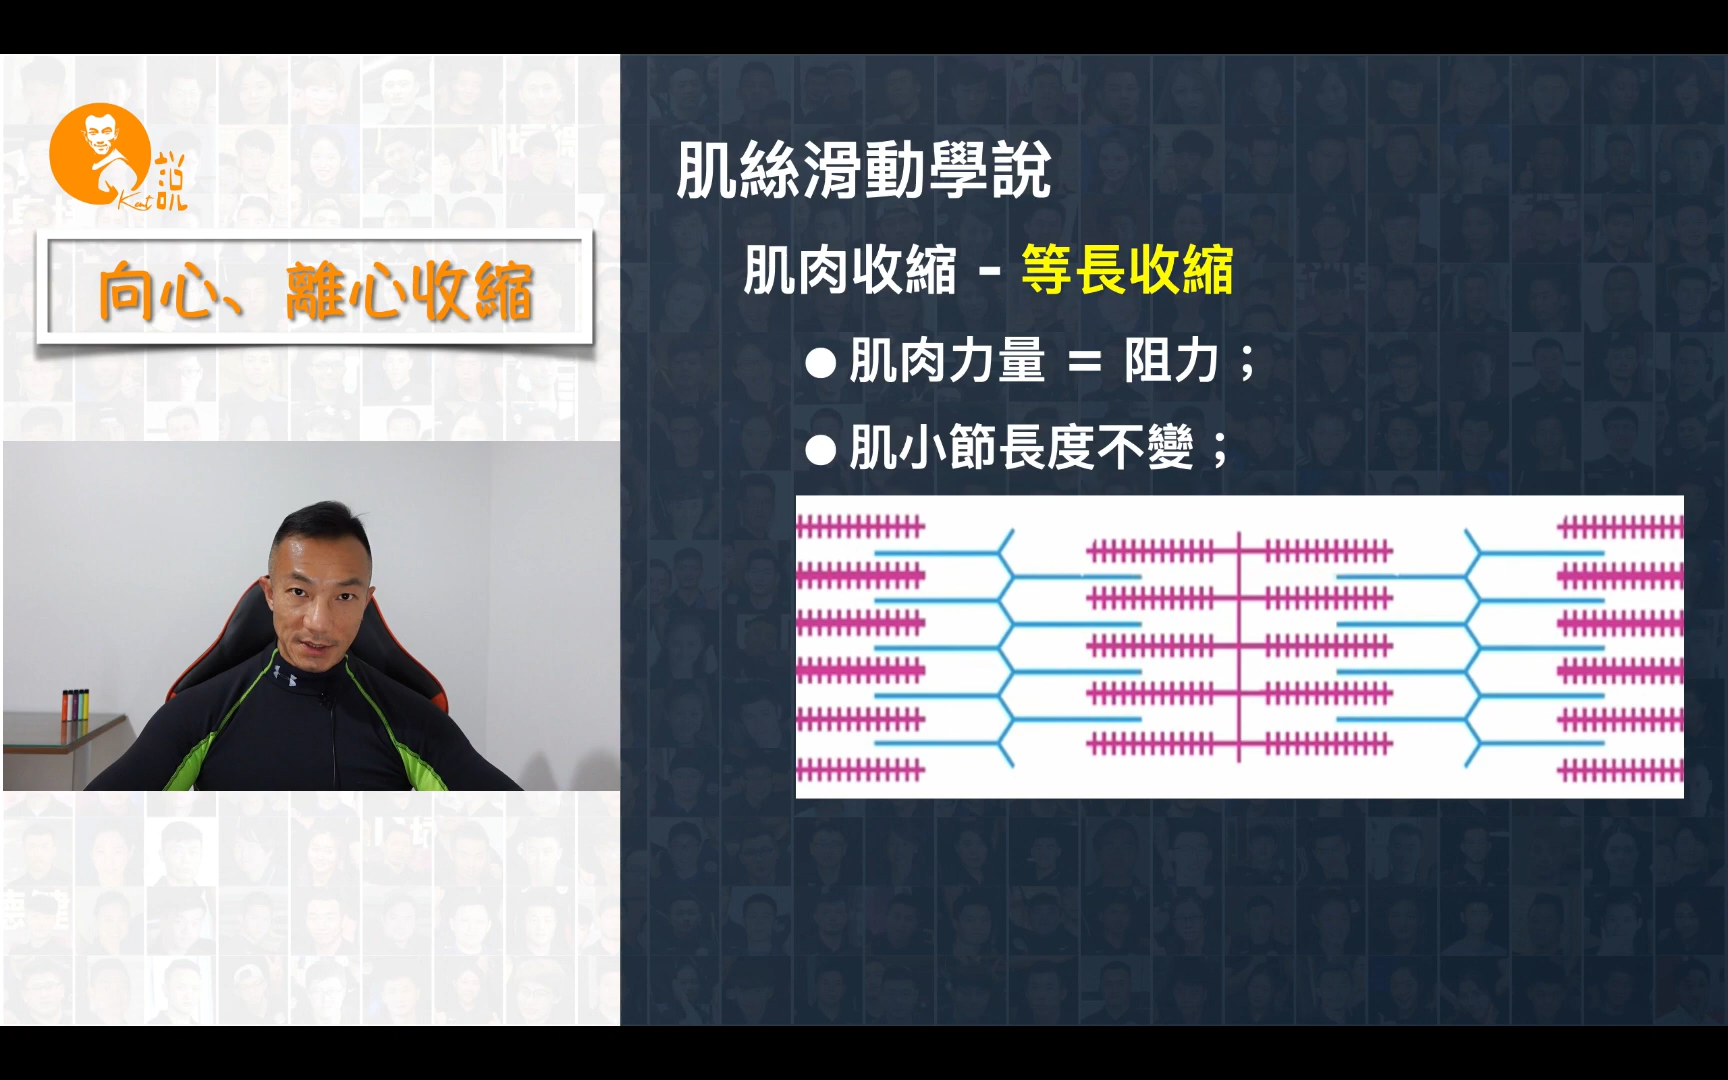 Kent
說
向心、離心收縮
肌絲滑動學說
肌肉收縮 - 等長收縮
●肌肉力量 = 阻力；
●肌小節長度不變；